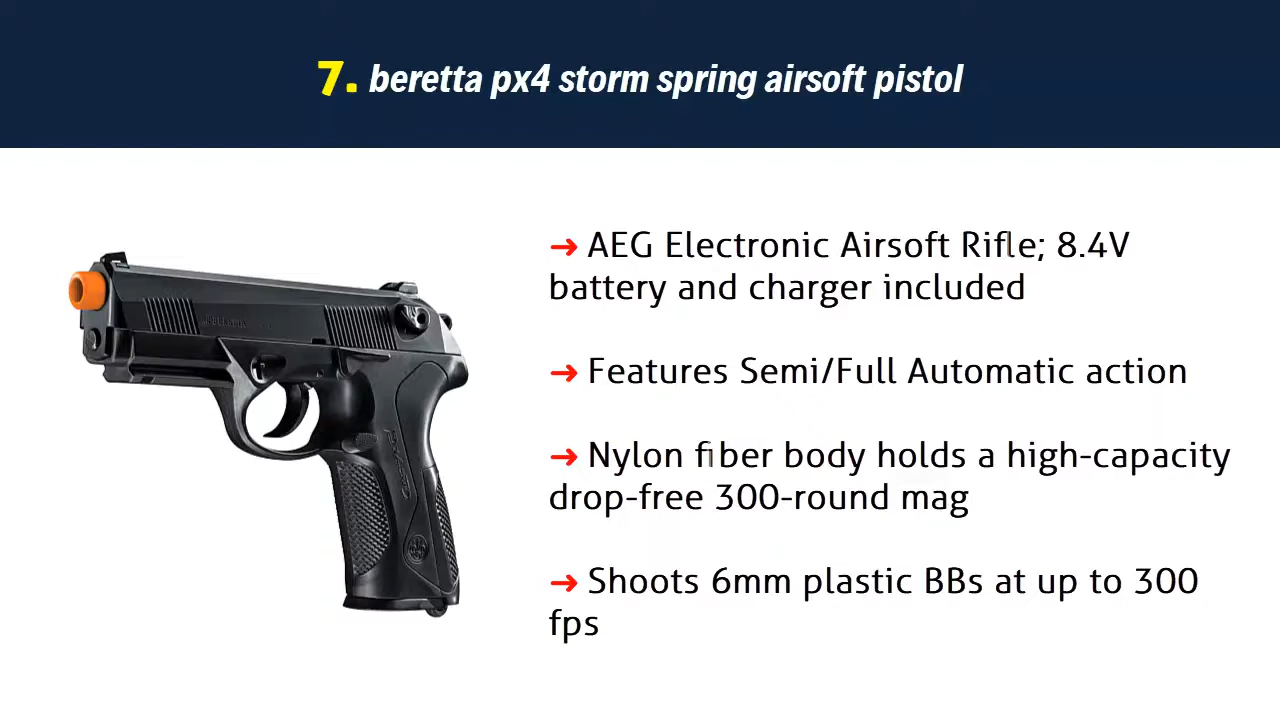 7. beretta px4 storm spring airsoft pistol
➜ AEG Electronic Airsoft Rifle; 8.4V
battery and charger included
➜ Features Semi/Full Automatic action
➜ Nylon fiber body holds a high-capacity
drop-free 300-round mag
➜ Shoots 6mm plastic BBs at up to 300
fps